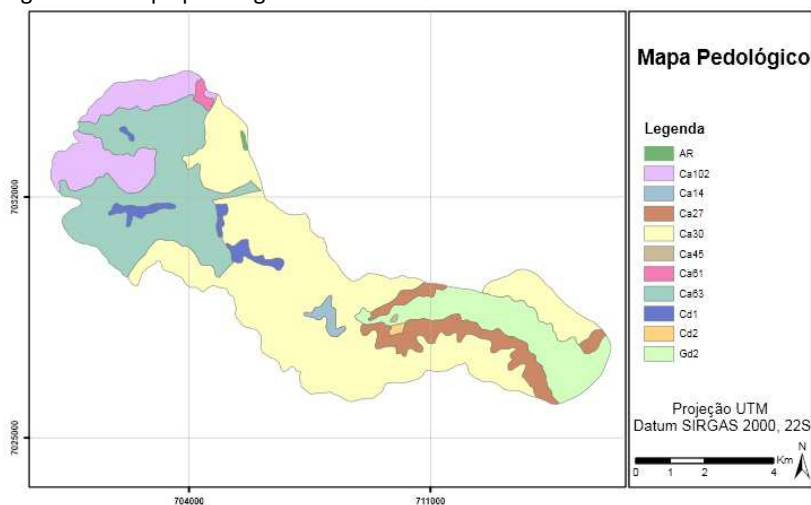 Mapa Pedológico
Legenda
AR
Ca102
Ca14
Ca27
Ca30
Ca45
Ca61
Ca63
Cd1
Cd2
Gd2
Projeção UTM
Datum SIRGAS 2000, 22S
N
Km
0 1 2 4
7032000
7025000
704000 711000